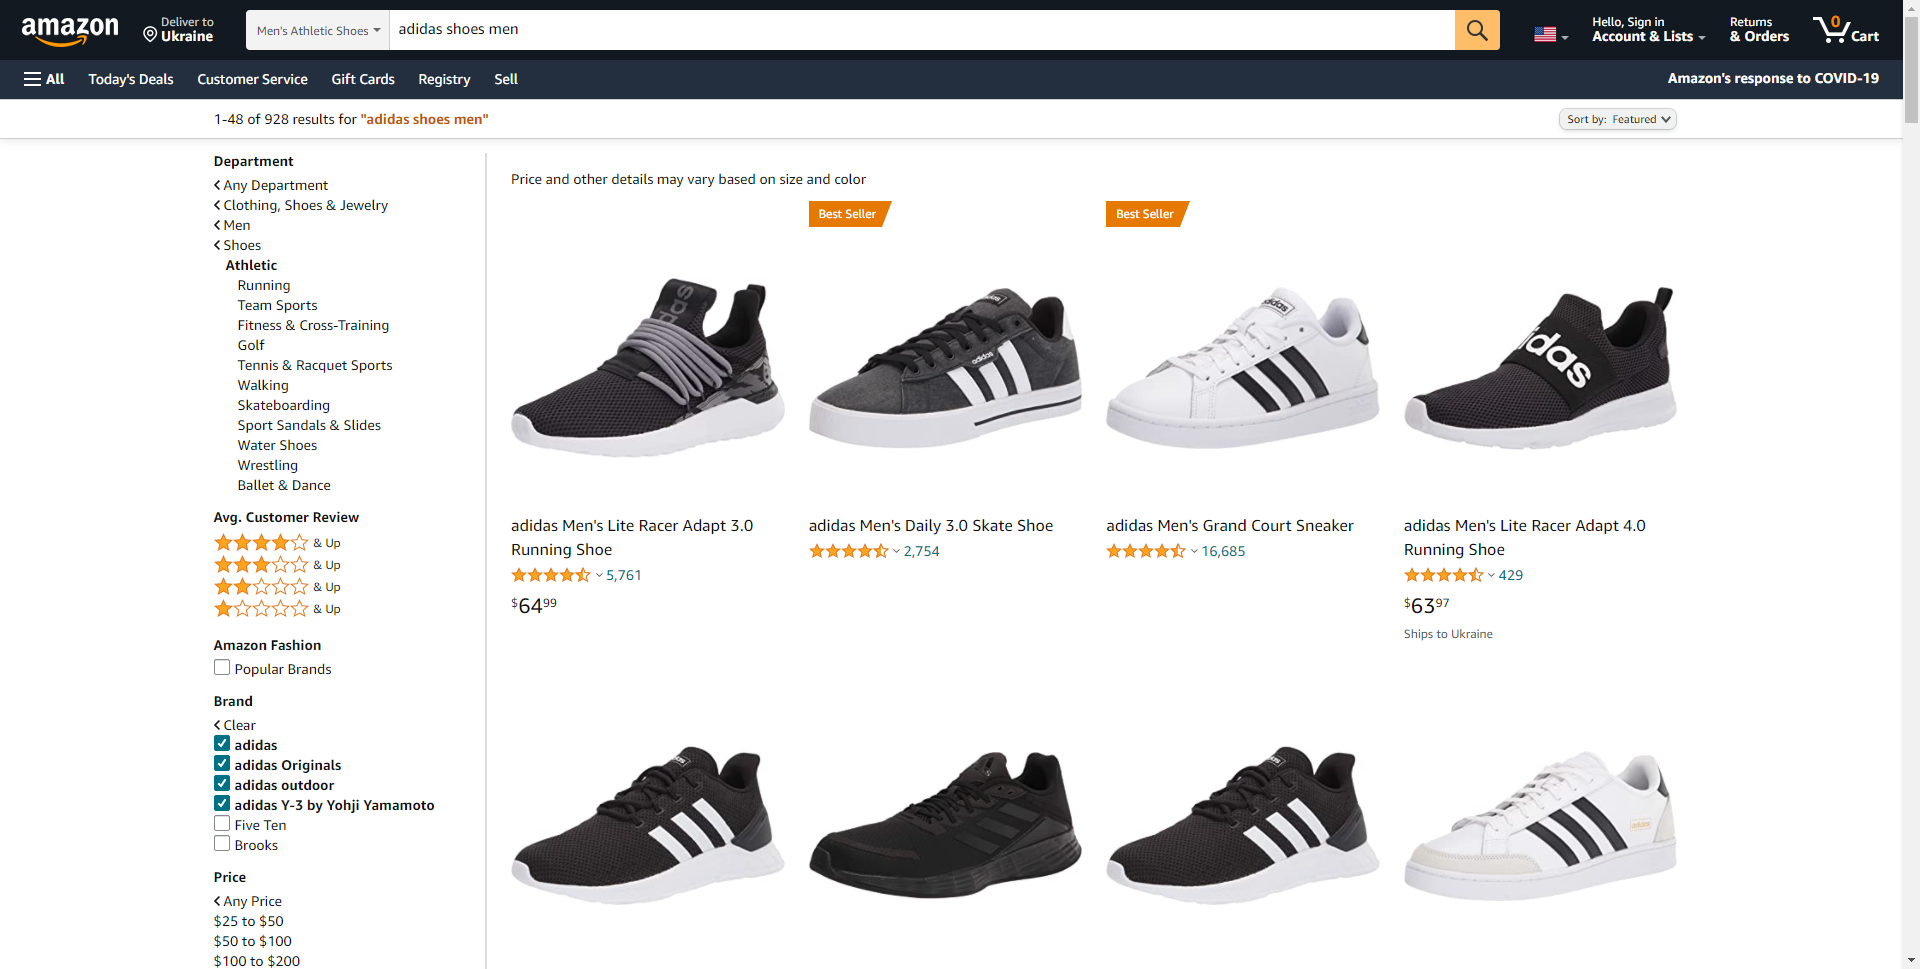 amazon
Deliver to
Ukraine
Men's Athletic Shoes
adidas shoes men
Hello, Sign in
Account & Lists
Returns
& Orders
0
Cart
All
Today's Deals
Customer Service
Gift Cards
Registry
Sell
Amazon's response to COVID-19
1-48 of 928 results for "adidas shoes men"
Sort by: Featured
Department
Any Department
Clothing, Shoes & Jewelry
Men
Shoes
Athletic
Running
Team Sports
Fitness & Cross-Training
Golf
Tennis & Racquet Sports
Walking
Skateboarding
Sport Sandals & Slides
Water Shoes
Wrestling
Ballet & Dance
Avg. Customer Review
& Up
& Up
& Up
& Up
Amazon Fashion
Popular Brands
Brand
Clear
adidas
adidas Originals
adidas outdoor
adidas Y-3 by Yohji Yamamoto
Five Ten
Brooks
Price
Any Price
$25 to $50
$50 to $100
$100 to $200
Price and other details may vary based on size and color
Best Seller
Best Seller
adidas Men's Lite Racer Adapt 3.0
Running Shoe
5,761
$64.99
adidas Men's Daily 3.0 Skate Shoe
2,754
adidas Men's Grand Court Sneaker
16,685
adidas Men's Lite Racer Adapt 4.0
Running Shoe
429
$63.97
Ships to Ukraine